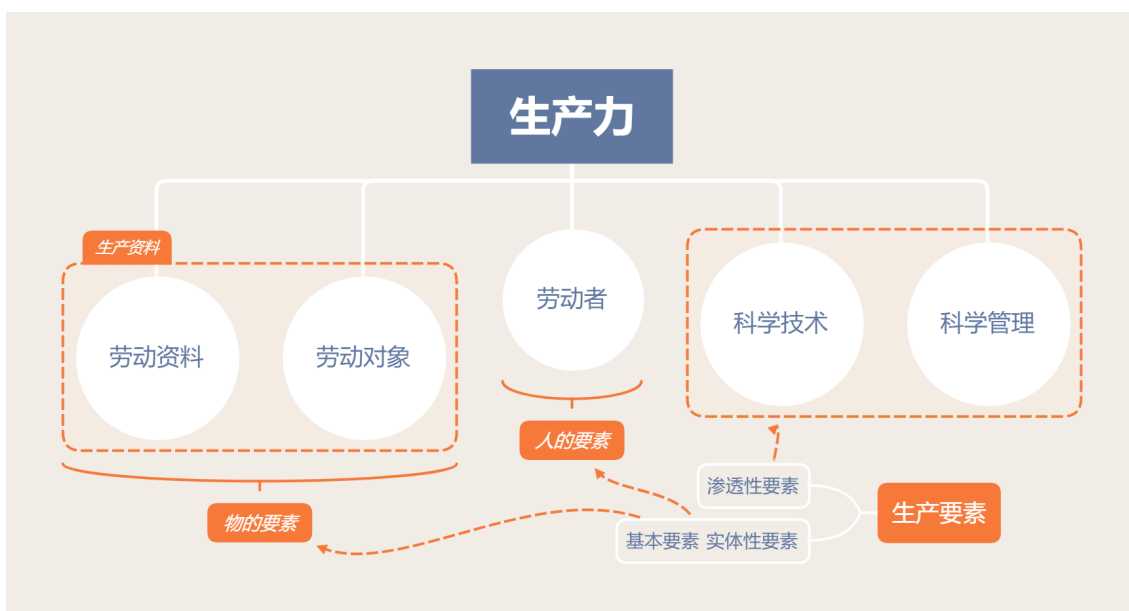 生产力
生产资料
劳动资料
劳动对象
劳动者
科学技术
科学管理
人的要素
物的要素
渗透性要素
基本要素 实体性要素
生产要素